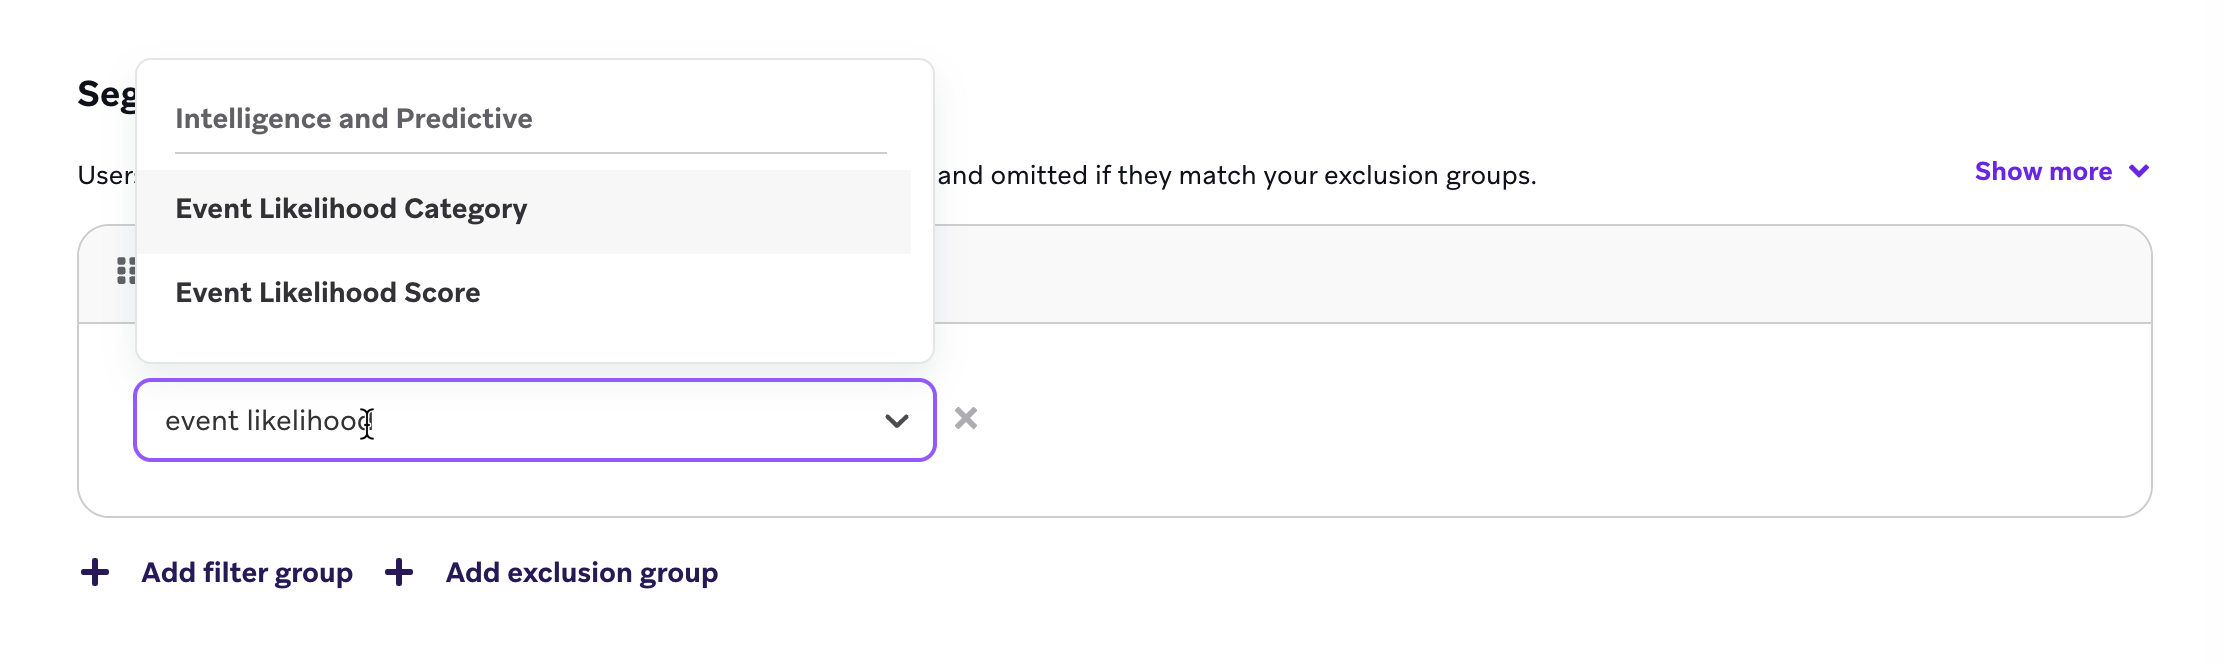 Seg
Intelligence and Predictive
User
and omitted if they match your exclusion groups.
Show more
Event Likelihood Category
Event Likelihood Score
event likelihood
Add filter group
Add exclusion group